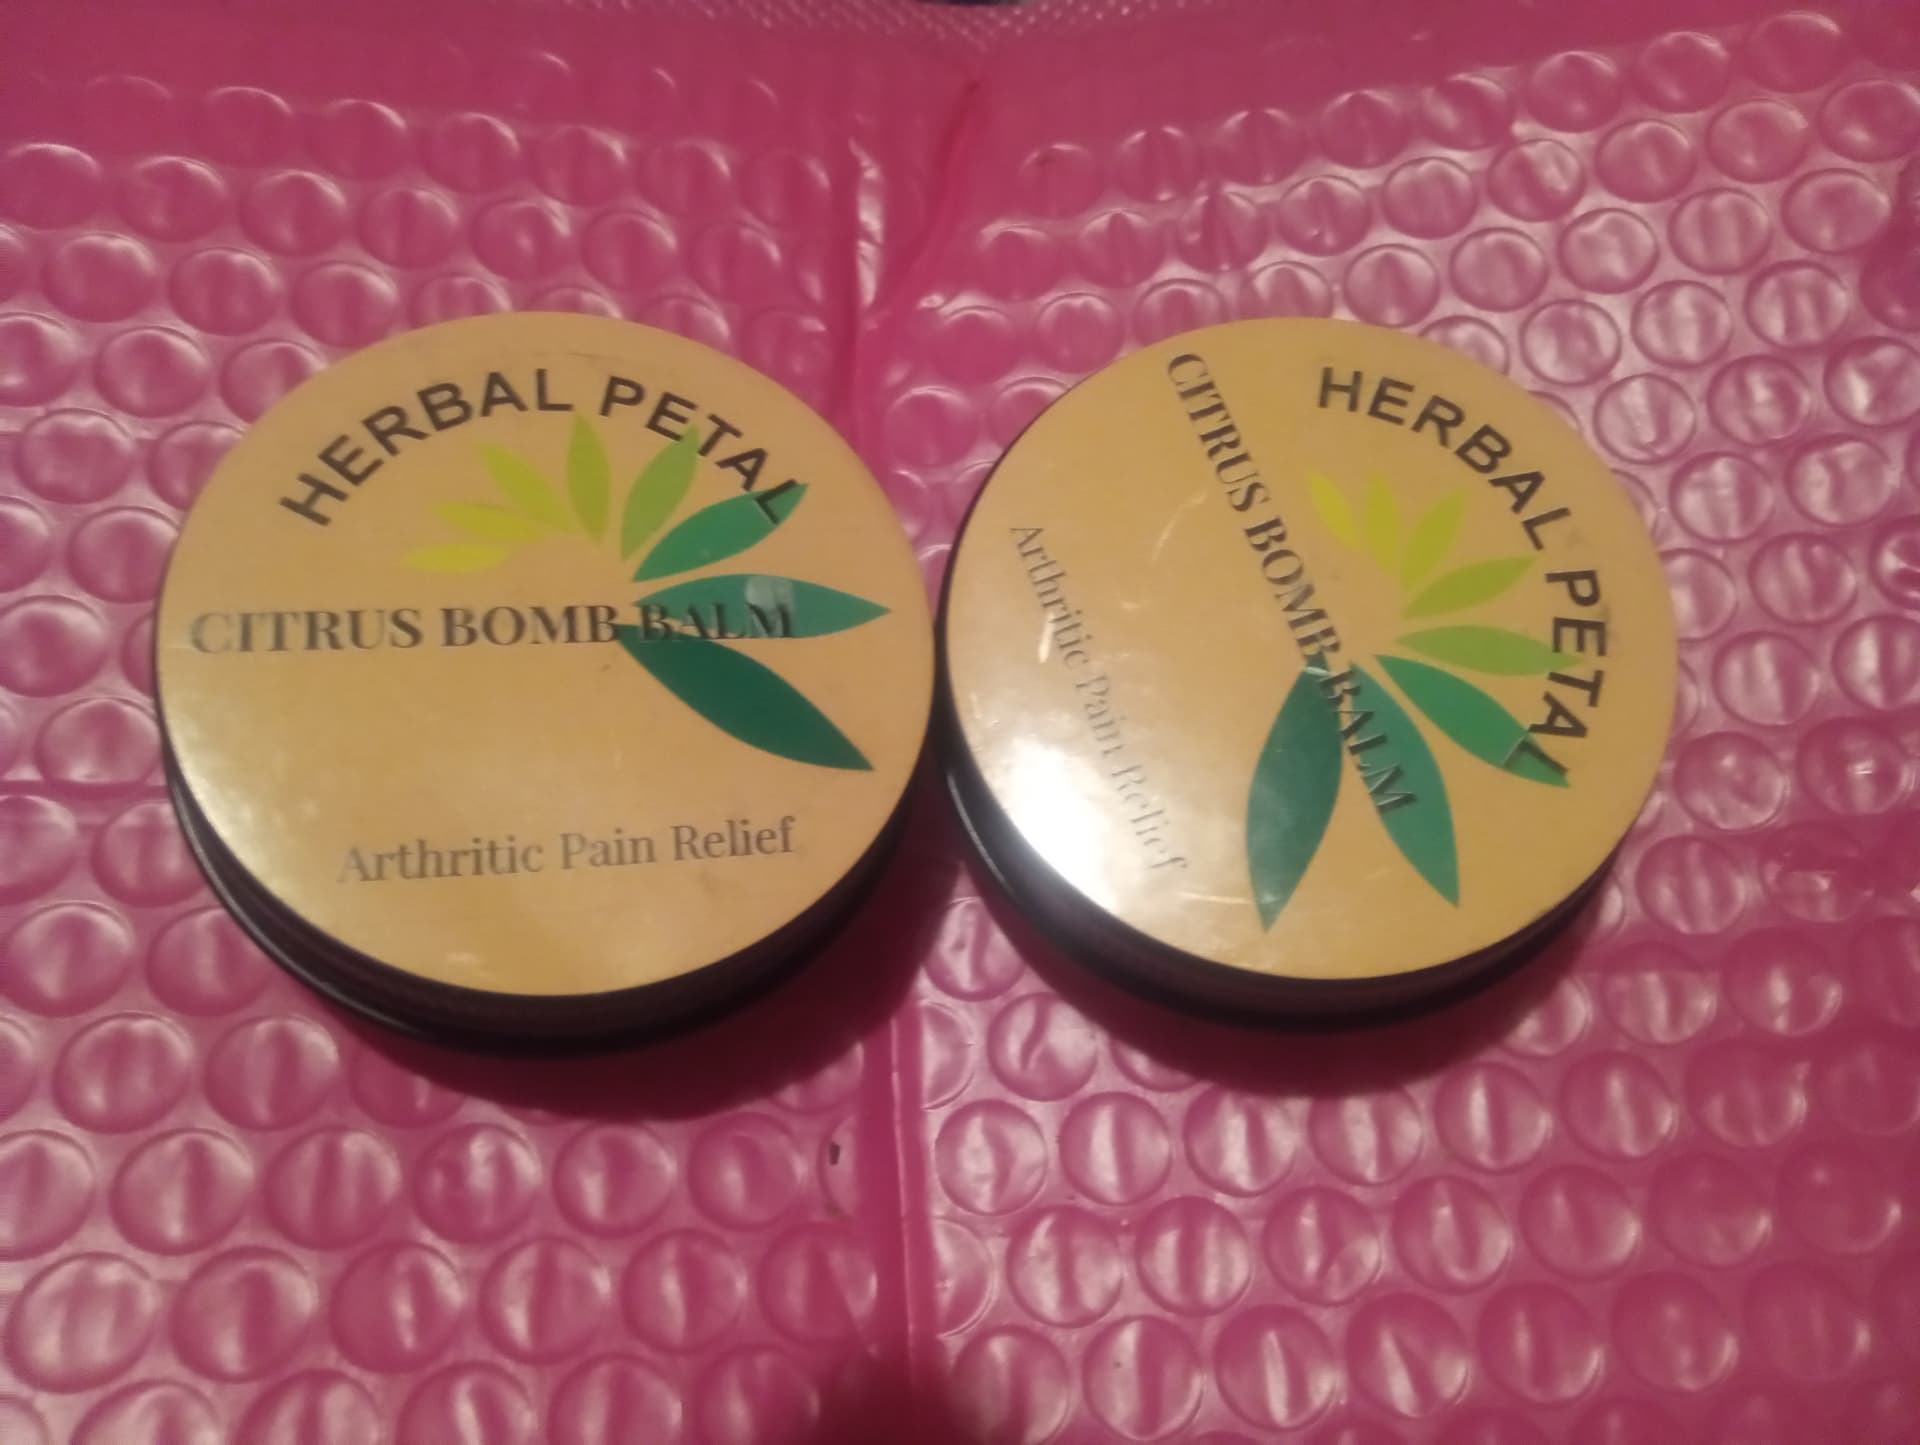 HERBAL PETAL
CITRUS BOMB BALM
Arthritic Pain Relief
HERBAL PETAL
CITRUS BOMB BALM
Arthritic Pain Relief